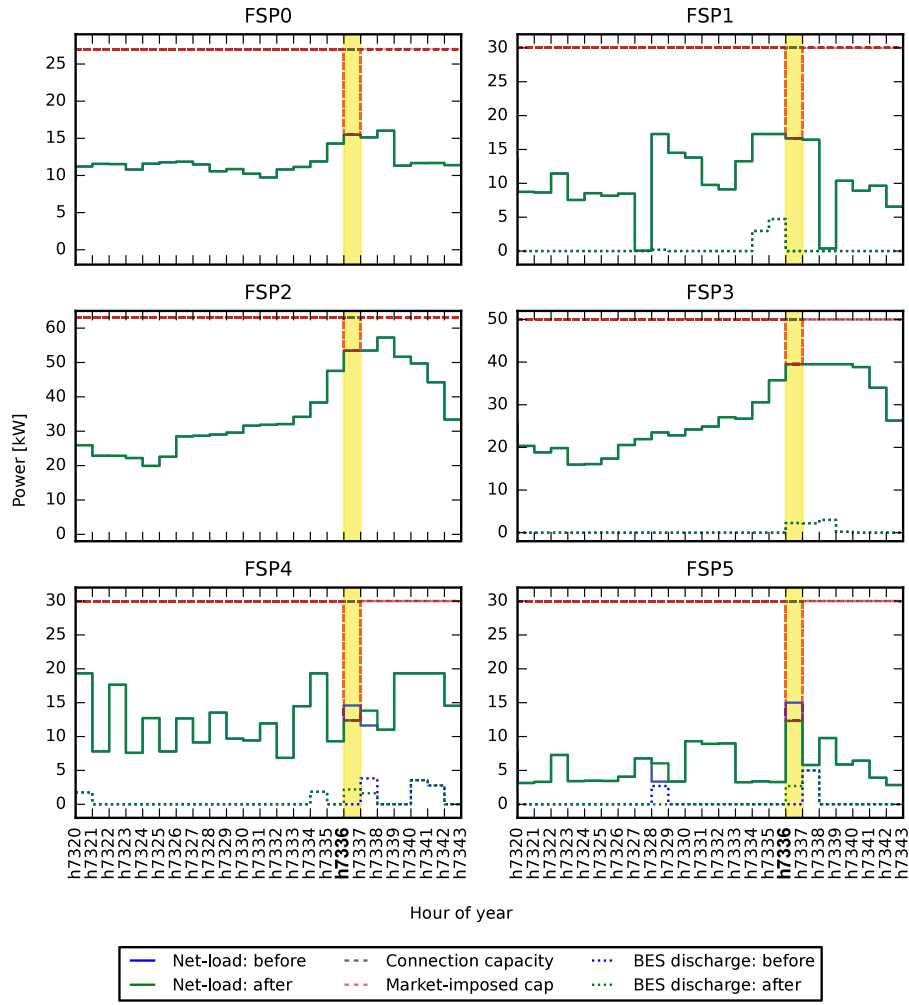 FSP0
FSP1
25
20
15
10
5
0
30
25
20
15
10
5
0
FSP2
FSP3
60
50
40
30
20
10
0
50
40
30
20
10
0
Power [kW]
FSP4
FSP5
30
25
20
15
10
5
0
30
25
20
15
10
5
0
h7320
h7321
h7322
h7323
h7324
h7325
h7326
h7327
h7328
h7329
h7330
h7331
h7332
h7333
h7334
h7335
h7336
h7337
h7338
h7339
h7340
h7341
h7342
h7343
h7320
h7321
h7322
h7323
h7324
h7325
h7326
h7327
h7328
h7329
h7330
h7331
h7332
h7333
h7334
h7335
h7336
h7337
h7338
h7339
h7340
h7341
h7342
h7343
Hour of year
Net-load: before
Connection capacity
BES discharge: before
Net-load: after
Market-imposed cap
BES discharge: after